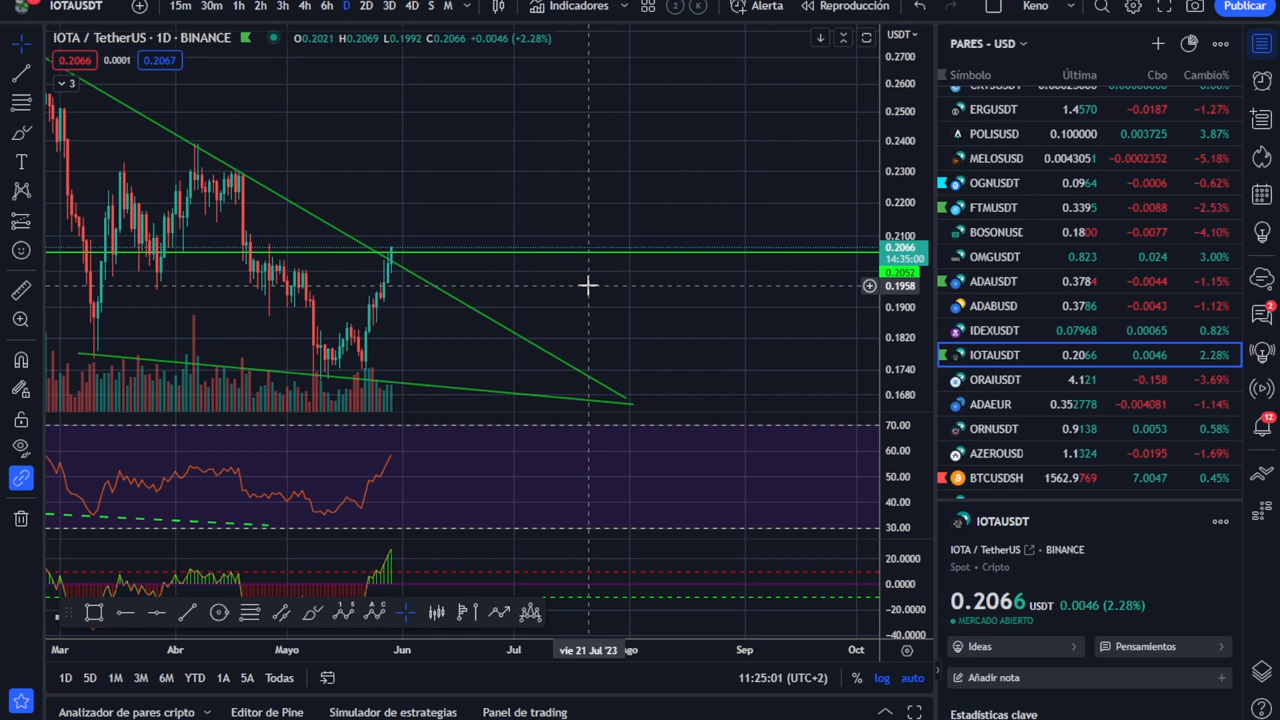 IOTAUSDT 15m 30m 1h 2h 3h 4h 6h D 2D 3D 4D S M Indicadores 2 K Alerta Reproducción Keno Publicar
IOTA / TetherUS · 1D · BINANCE O0.2021 H0.2069 L0.1992 C0.2066 +0.0046 (+2.28%)
0.2066 0.0001 0.2067
3
USDT
0.2700
0.2600
0.2500
0.2400
0.2300
0.2200
0.2100
0.2066
14:35:00
0.2052
0.1958
0.1900
0.1820
0.1740
0.1680
70.00
60.00
50.00
40.00
30.00
20.0000
0.0000
-20.0000
-40.0000
Mar Abr Mayo Jun Jul vie 21 Jul '23 Ago Sep Oct
1D 5D 1M 3M 6M YTD 1A 5A Todas 11:25:01 (UTC+2) % log auto
Analizador de pares cripto Editor de Pine Simulador de estrategias Panel de trading
PARES - USD
Símbolo Última Cbo Cambio%
ERGUSDT 1.4570 -0.0187 -1.27%
POLISUSD 0.100000 0.003725 3.87%
MELOSUSD 0.0043051 -0.0002352 -5.18%
OGNUSDT 0.0964 -0.0006 -0.62%
FTMUSDT 0.3395 -0.0088 -2.53%
BOSONUSE 0.1800 -0.0077 -4.10%
OMGUSDT 0.823 0.024 3.00%
ADAUSDT 0.3784 -0.0044 -1.15%
ADABUSD 0.3786 -0.0043 -1.12%
IDEXUSDT 0.07968 0.00065 0.82%
IOTAUSDT 0.2066 0.0046 2.28%
ORAIUSDT 4.121 -0.158 -3.69%
ADAEUR 0.352778 -0.004081 -1.14%
ORNUSDT 0.9138 0.0053 0.58%
AZEROUSD 1.1324 -0.0195 -1.69%
BTCUSDSH 1562.9769 7.0047 0.45%
IOTAUSDT
IOTA / TetherUS · BINANCE
Spot · Cripto
0.2066 USDT 0.0046 (2.28%)
MERCADO ABIERTO
Ideas Pensamientos
Añadir nota
Estadísticas clave
2
12